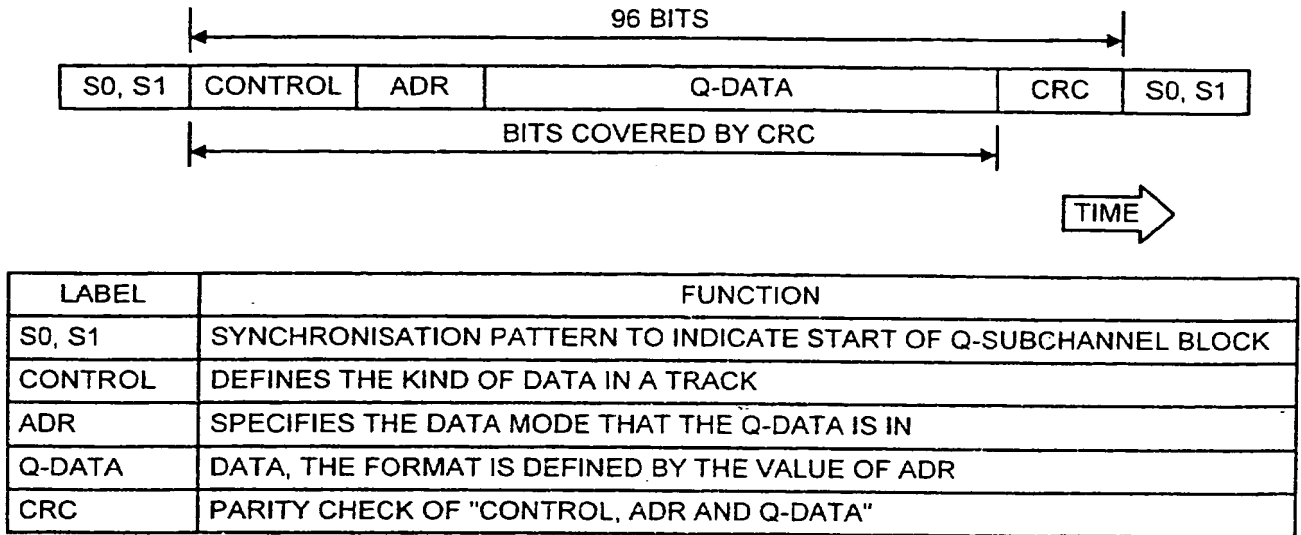 96 BITS
S0, S1 CONTROL ADR Q-DATA CRC S0, S1
BITS COVERED BY CRC
TIME
LABEL FUNCTION
S0, S1 SYNCHRONISATION PATTERN TO INDICATE START OF Q-SUBCHANNEL BLOCK
CONTROL DEFINES THE KIND OF DATA IN A TRACK
ADR SPECIFIES THE DATA MODE THAT THE Q-DATA IS IN
Q-DATA DATA, THE FORMAT IS DEFINED BY THE VALUE OF ADR
CRC PARITY CHECK OF "CONTROL, ADR AND Q-DATA"